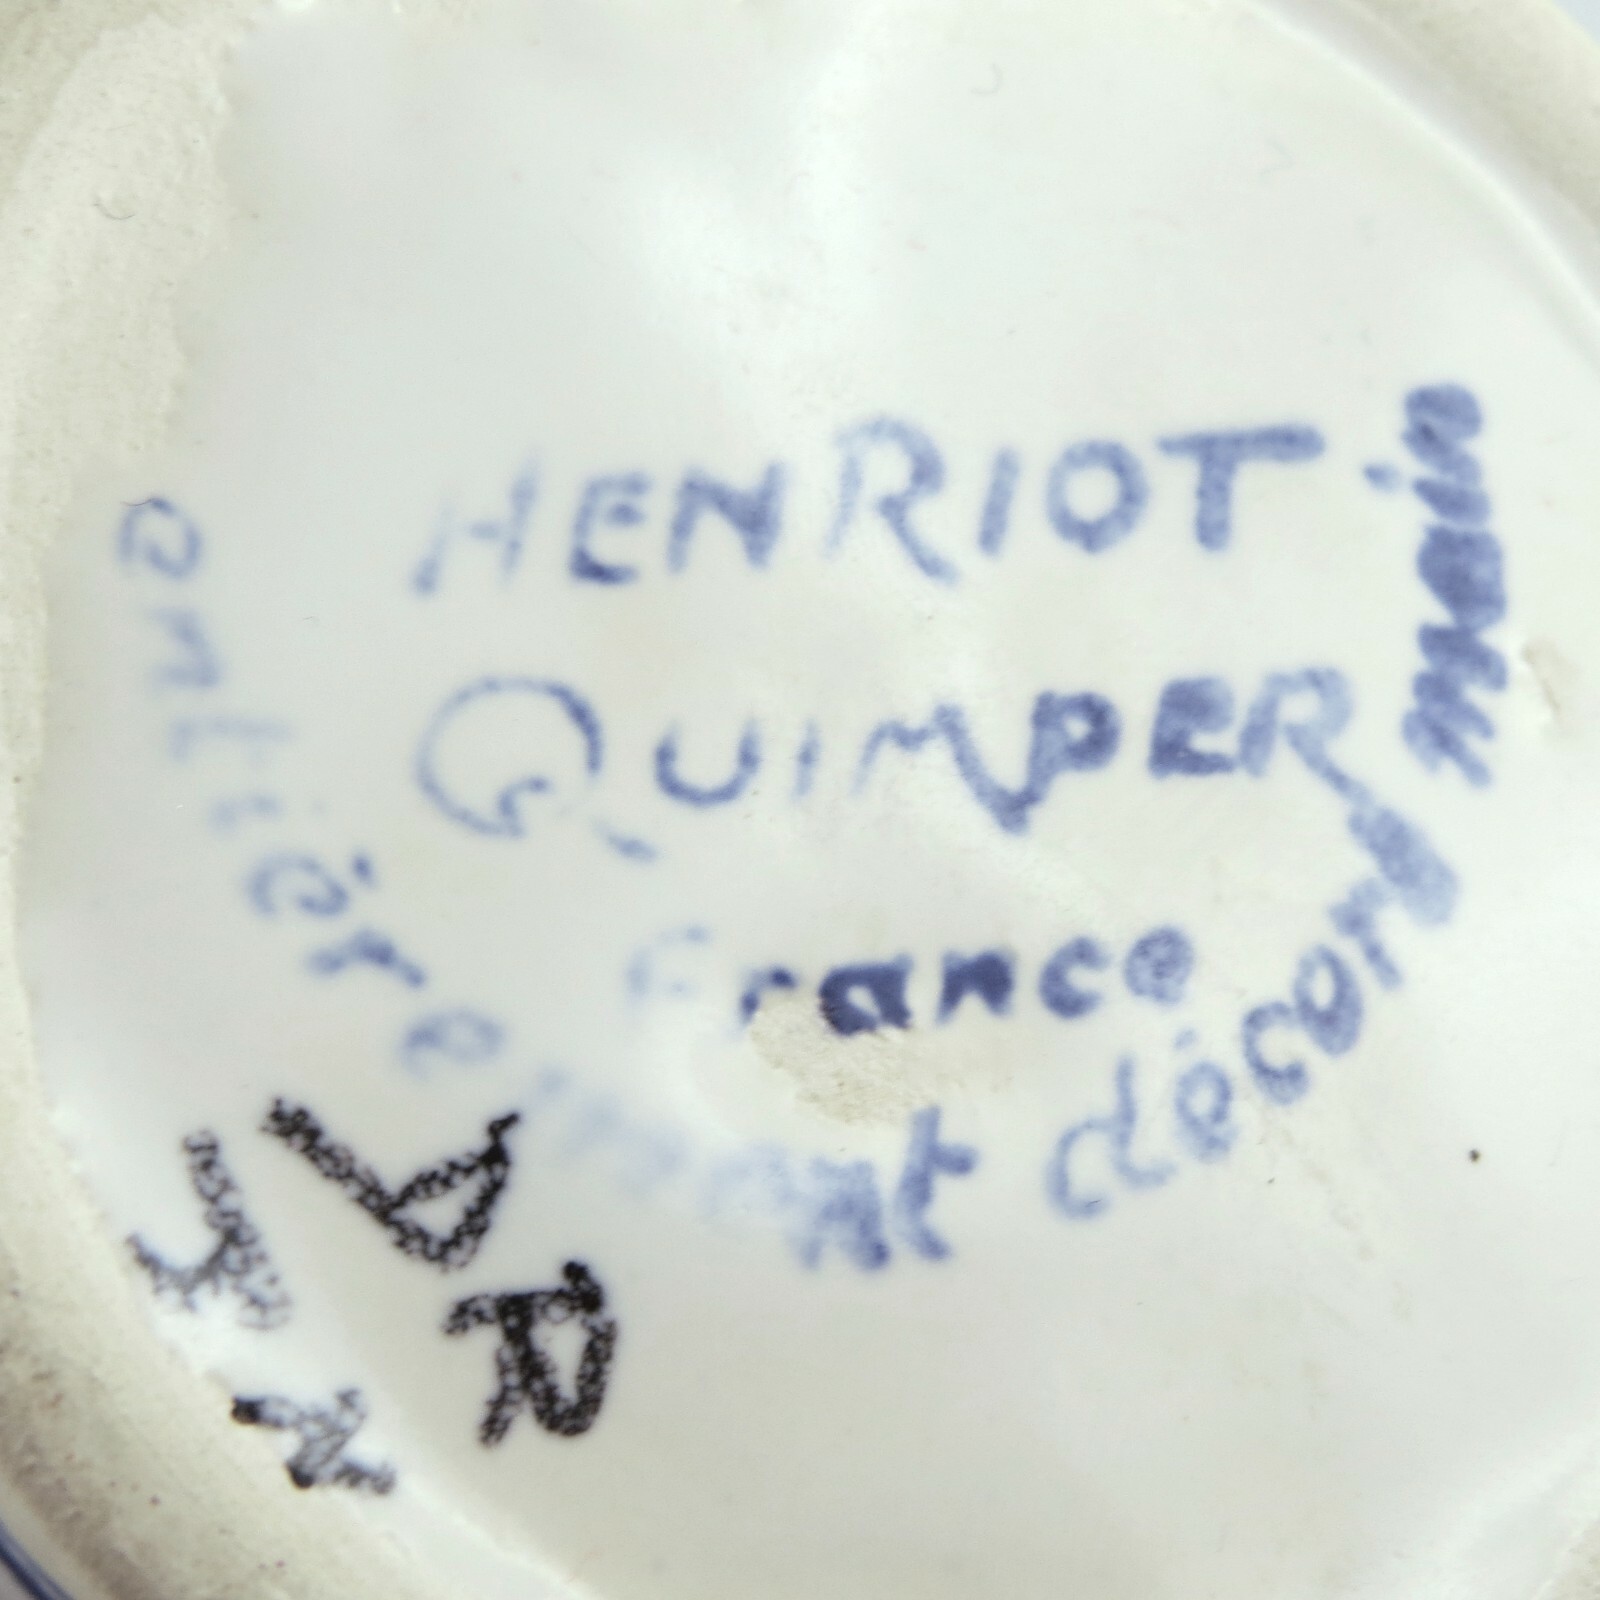 HENRIOT
QUIMPER
France
entièrement décoré main